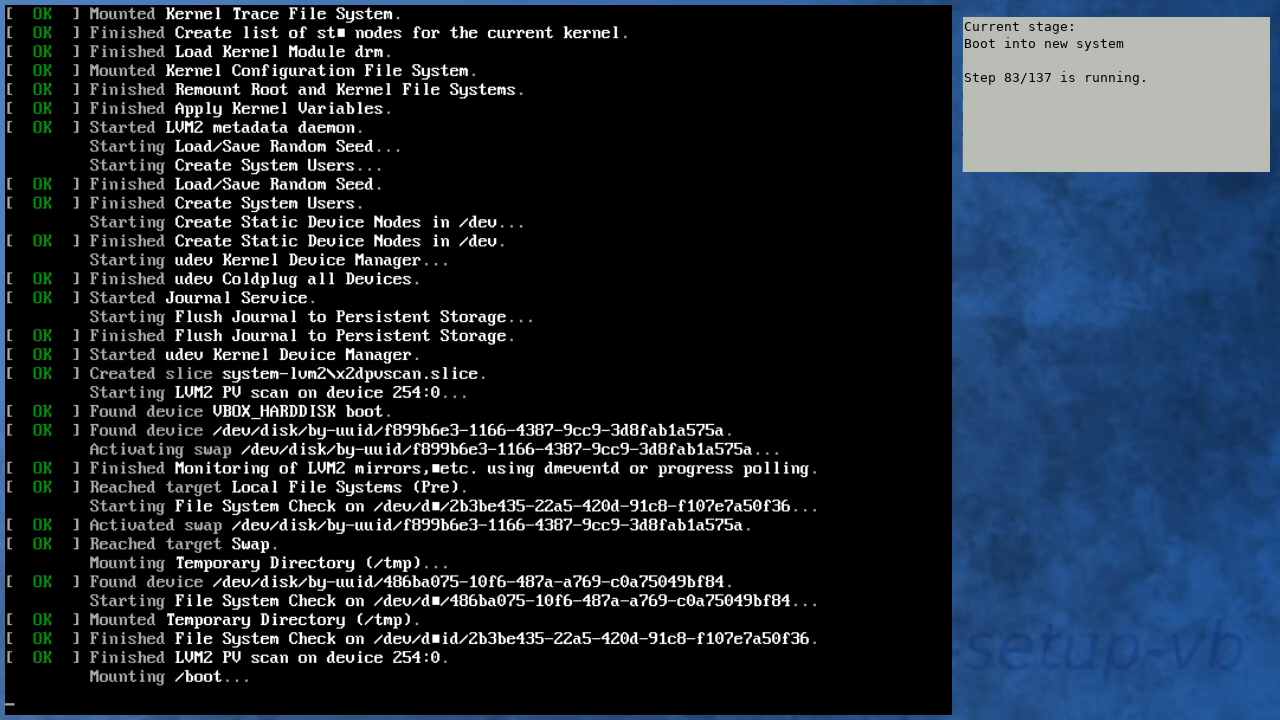 [  OK  ] Mounted Kernel Trace File System.
[  OK  ] Finished Create list of st■ nodes for the current kernel.
[  OK  ] Finished Load Kernel Module drm.
[  OK  ] Mounted Kernel Configuration File System.
[  OK  ] Finished Remount Root and Kernel File Systems.
[  OK  ] Finished Apply Kernel Variables.
[  OK  ] Started LVM2 metadata daemon.
Starting Load/Save Random Seed...
Starting Create System Users...
[  OK  ] Finished Load/Save Random Seed.
[  OK  ] Finished Create System Users.
Starting Create Static Device Nodes in /dev...
[  OK  ] Finished Create Static Device Nodes in /dev.
Starting udev Kernel Device Manager...
[  OK  ] Finished udev Coldplug all Devices.
[  OK  ] Started Journal Service.
Starting Flush Journal to Persistent Storage...
[  OK  ] Finished Flush Journal to Persistent Storage.
[  OK  ] Started udev Kernel Device Manager.
[  OK  ] Created slice system-lvm2\x2dpvscan.slice.
Starting LVM2 PV scan on device 254:0...
[  OK  ] Found device VBOX_HARDDISK boot.
[  OK  ] Found device /dev/disk/by-uuid/f899b6e3-1166-4387-9cc9-3d8fab1a575a.
Activating swap /dev/disk/by-uuid/f899b6e3-1166-4387-9cc9-3d8fab1a575a...
[  OK  ] Finished Monitoring of LVM2 mirrors,■etc. using dmeventd or progress polling.
[  OK  ] Reached target Local File Systems (Pre).
Starting File System Check on /dev/d■/2b3be435-22a5-420d-91c8-f107e7a50f36...
[  OK  ] Activated swap /dev/disk/by-uuid/f899b6e3-1166-4387-9cc9-3d8fab1a575a.
[  OK  ] Reached target Swap.
Mounting Temporary Directory (/tmp)...
[  OK  ] Found device /dev/disk/by-uuid/486ba075-10f6-487a-a769-c0a75049bf84.
Starting File System Check on /dev/d■/486ba075-10f6-487a-a769-c0a75049bf84...
[  OK  ] Mounted Temporary Directory (/tmp).
[  OK  ] Finished File System Check on /dev/d■id/2b3be435-22a5-420d-91c8-f107e7a50f36.
[  OK  ] Finished LVM2 PV scan on device 254:0.
Mounting /boot...
_
Current stage:
Boot into new system
Step 83/137 is running.
-setup-vb